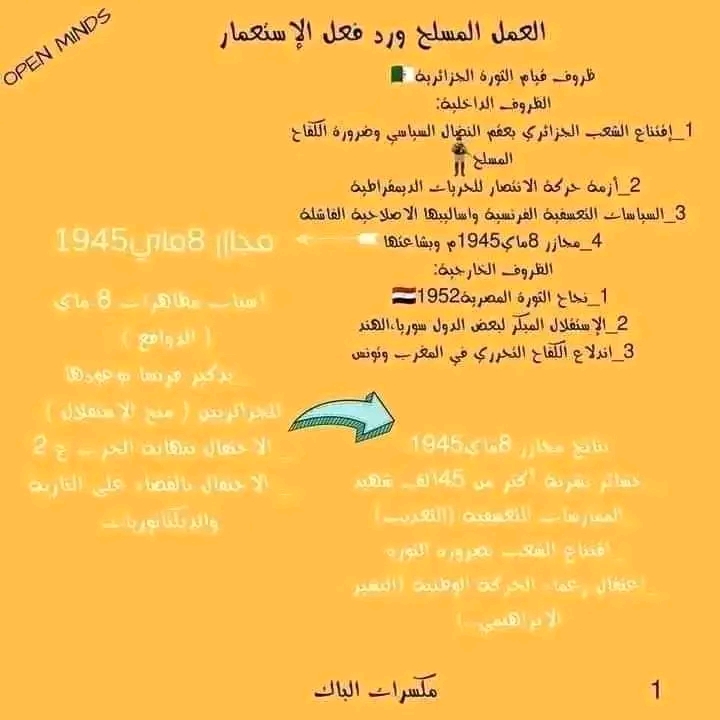 OPEN MINDS
العمل المسلح ورد فعل الإستعمار
ظروف قيام الثورة الجزائرية
الظروف الداخلية:
1_إقتناع الشعب الجزائري بعقم النضال السياسي وضرورة الكفاح
المسلح
2_أزمة حركة الانتصار للحريات الديمقراطية
3_السياسات التعسفية الفرنسية واساليبها الاصلاحية الفاشلة
4_مجازر 8ماي1945م وبشاعتها
الظروف الخارجية:
1_نجاح الثورة المصرية1952
2_الإستقلال المبكر لبعض الدول سوريا،الهند
3_اندلاع الكفاح التحرري في المغرب وتونس
مجازر 8ماي1945
اسباب مظاهرات 8 ماي
( الدوافع )
_تذكير فرنسا بوعودها
للجزائريين ( منح الاستقلال )
_ الاحتفال بنهاية الحرب ع 2
_ الاحتفال بالقضاء على النازية
والديكتاتوريات
نتائج مجازر 8ماي1945
_خسائر بشرية أكثر من 45الف شهيد
_الممارسات التعسفية (التعذيب)
_اقتناع الشعب بضرورة الثورة
_اعتقال زعماء الحركة الوطنية (البشير
الابراهيمي..)
مكسرات الباك
1